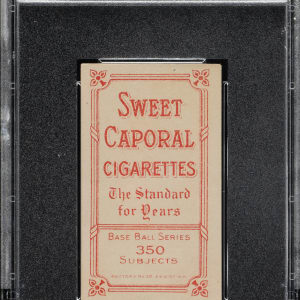 SWEET
CAPORAL
CIGARETTES
The Standard
for Years
BASE BALL SERIES
350
SUBJECTS